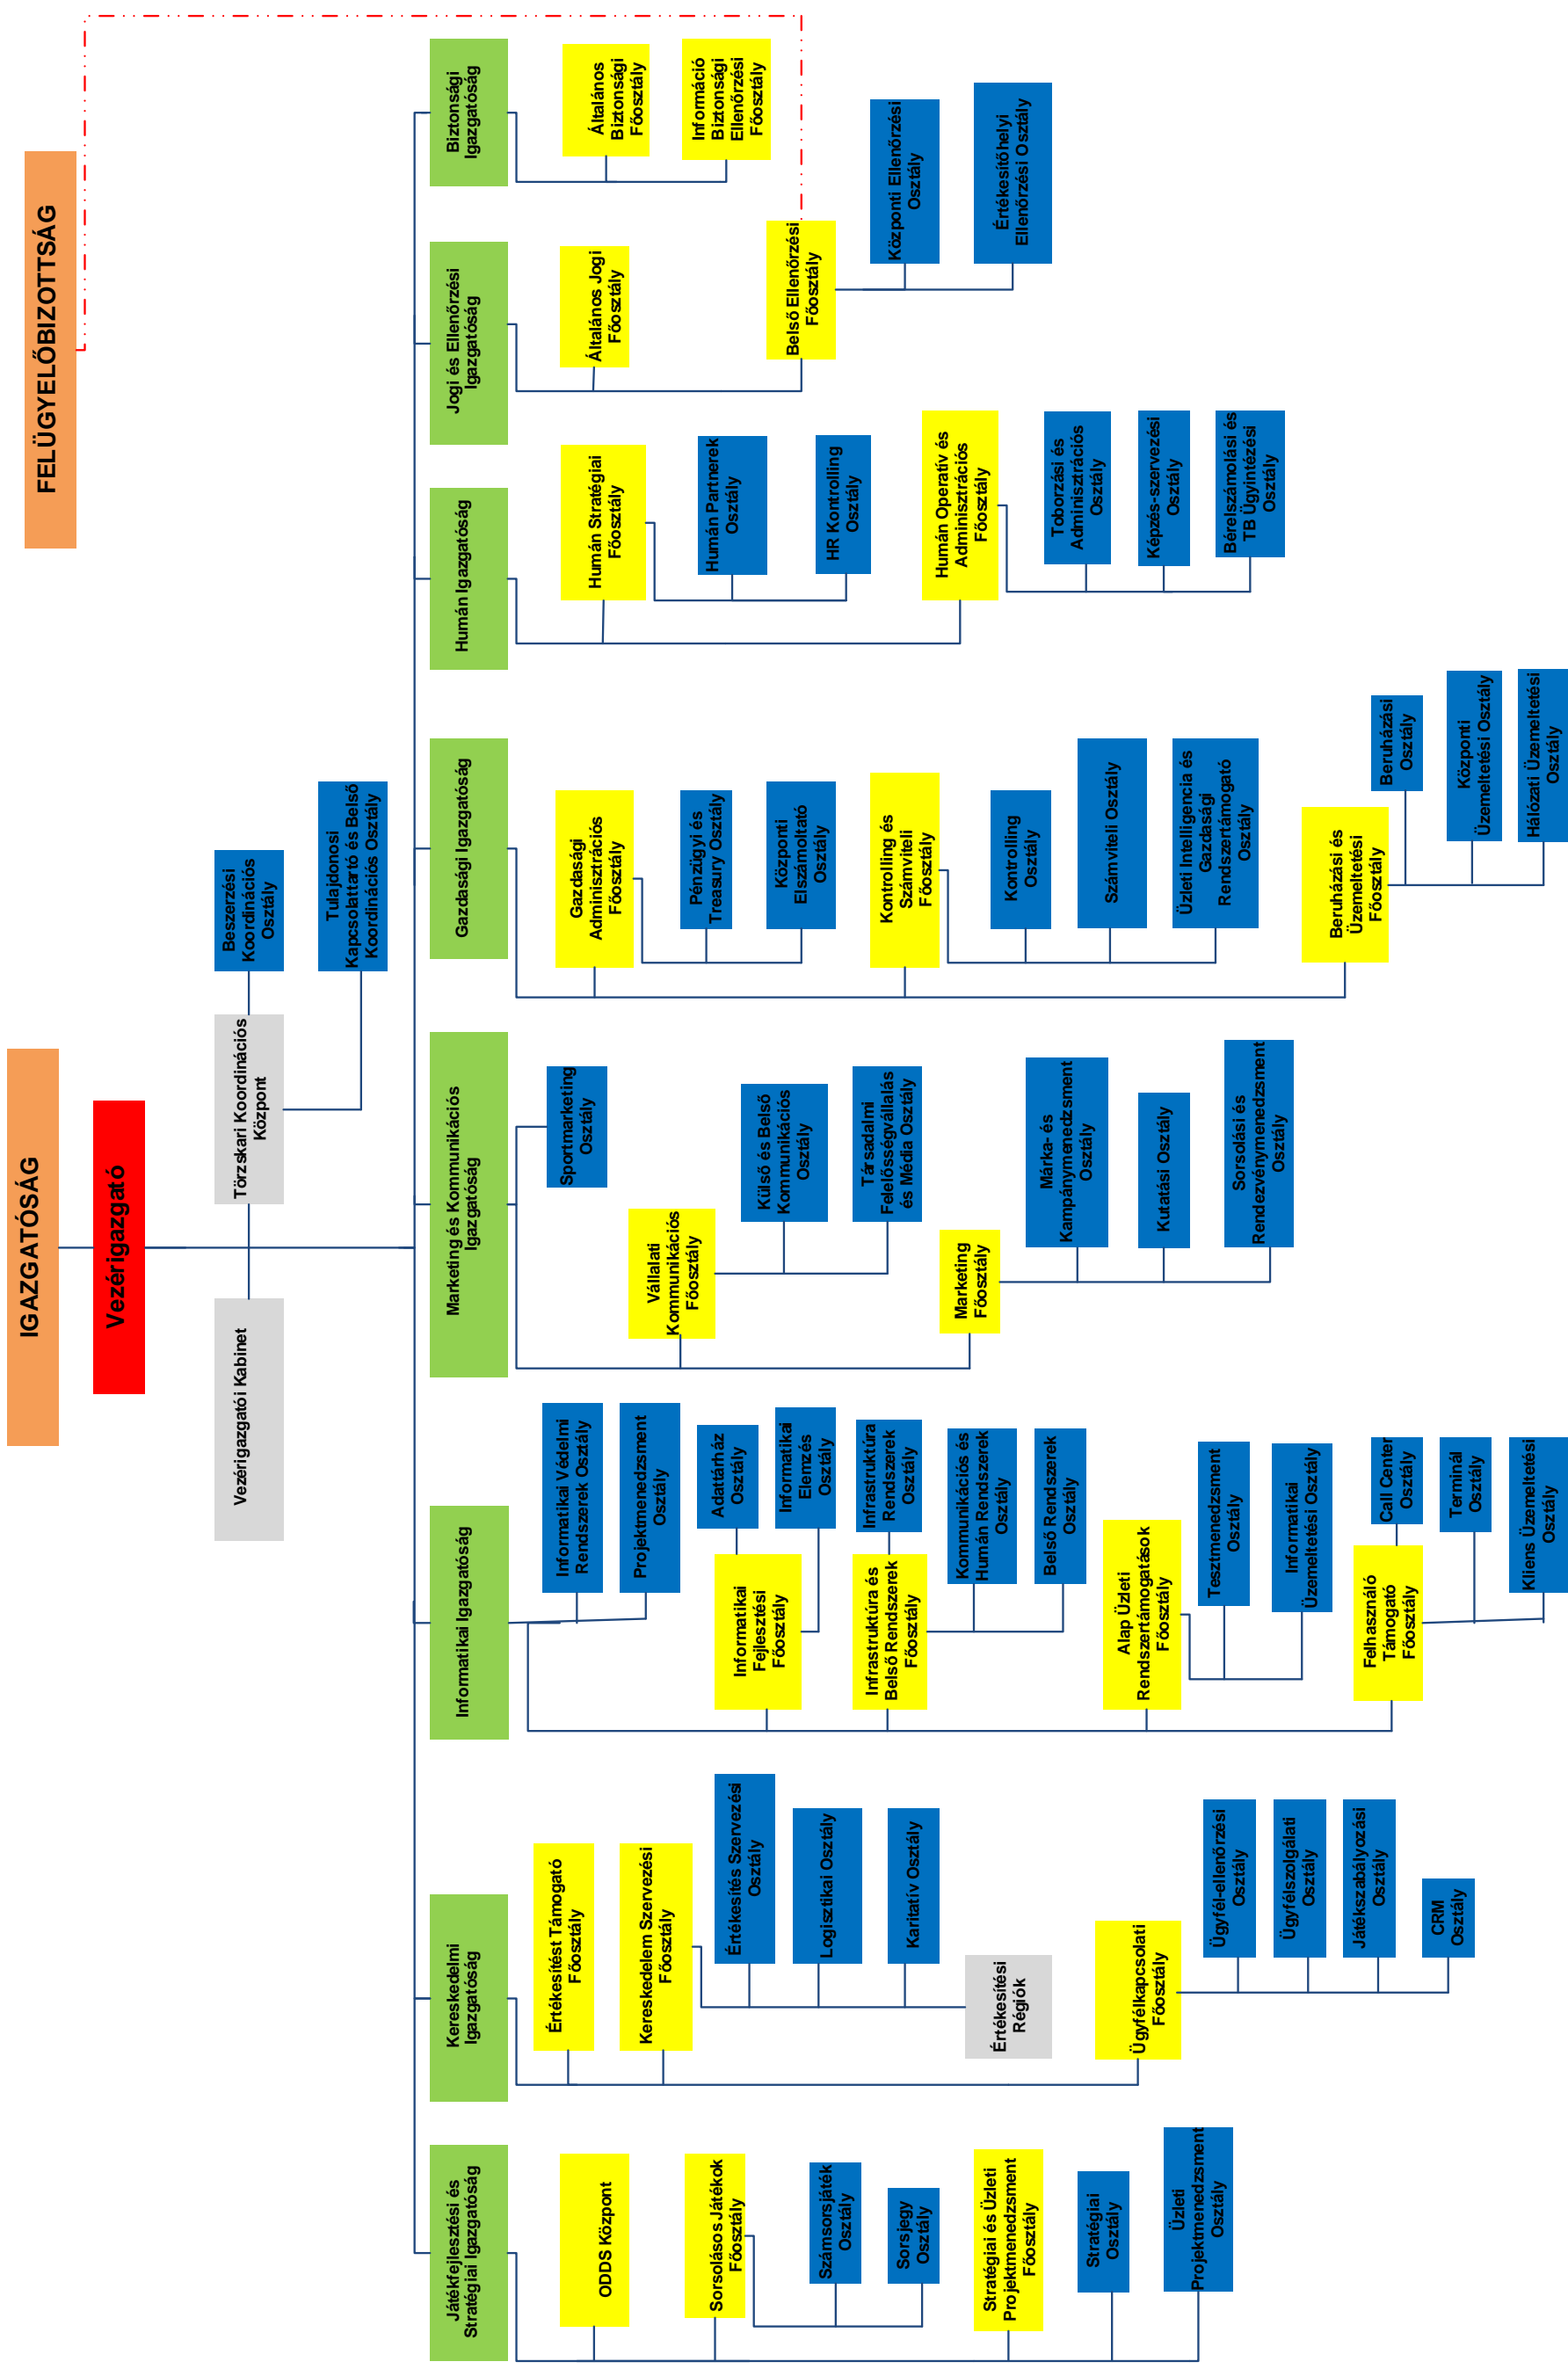 IGAZGATÓSÁG
FELÜGYELŐBIZOTTSÁG
Vezérigazgató
Vezérigazgatói Kabinet
Törzskari Koordinációs
Központ
Beszerzési
Koordinációs
Osztály
Tulajdonosi
Kapcsolattartó és Belső
Koordinációs Osztály
Játékfejlesztési és
Stratégiai Igazgatóság
ODDS Központ
Sorsolásos Játékok
Főosztály
Számsorsjáték
Osztály
Sorsjegy
Osztály
Stratégiai és Üzleti
Projektmenedzsment
Főosztály
Stratégiai
Osztály
Üzleti
Projektmenedzsment
Osztály
Kereskedelmi
Igazgatóság
Értékesítést Támogató
Főosztály
Kereskedelem Szervezési
Főosztály
Értékesítés Szervezési
Osztály
Logisztikai Osztály
Karitatív Osztály
Értékesítési
Régiók
Ügyfélkapcsolati
Főosztály
Ügyfél-ellenőrzési
Osztály
Ügyfélszolgálati
Osztály
Játékszabályozási
Osztály
CRM
Osztály
Informatikai Igazgatóság
Informatikai Védelmi
Rendszerek Osztály
Projektmenedzsment
Osztály
Informatikai
Fejlesztési
Főosztály
Adattárház
Osztály
Informatikai
Elemzés
Osztály
Infrastruktúra és
Belső Rendszerek
Főosztály
Infrastruktúra
Rendszerek
Osztály
Kommunikációs és
Humán Rendszerek
Osztály
Belső Rendszerek
Osztály
Alap Üzleti
Rendszertámogatások
Főosztály
Tesztmenedzsment
Osztály
Informatikai
Üzemeltetési Osztály
Felhasználó
Támogató
Főosztály
Call Center
Osztály
Terminál
Osztály
Kliens Üzemeltetési
Osztály
Marketing és Kommunikációs
Igazgatóság
Sportmarketing
Osztály
Vállalati
Kommunikációs
Főosztály
Külső és Belső
Kommunikációs
Osztály
Társadalmi
Felelősségvállalás
és Média Osztály
Marketing
Főosztály
Márka- és
Kampánymenedzsment
Osztály
Kutatási Osztály
Sorsolási és
Rendezvénymenedzsment
Osztály
Gazdasági Igazgatóság
Gazdasági
Adminisztrációs
Főosztály
Pénzügyi és
Treasury Osztály
Központi
Elszámoltató
Osztály
Kontrolling és
Számviteli
Főosztály
Kontrolling
Osztály
Számviteli Osztály
Üzleti Intelligencia és
Gazdasági
Rendszertámogató
Osztály
Beruházási és
Üzemeltetési
Főosztály
Beruházási
Osztály
Központi
Üzemeltetési Osztály
Hálózati Üzemeltetési
Osztály
Humán Igazgatóság
Humán Stratégiai
Főosztály
Humán Partnerek
Osztály
HR Kontrolling
Osztály
Humán Operatív és
Adminisztrációs
Főosztály
Toborzási és
Adminisztrációs
Osztály
Képzés-szervezési
Osztály
Bérelszámolási és
TB Ügyintézési
Osztály
Jogi és Ellenőrzési
Igazgatóság
Általános Jogi
Főosztály
Belső Ellenőrzési
Főosztály
Központi Ellenőrzési
Osztály
Értékesítőhelyi
Ellenőrzési Osztály
Biztonsági
Igazgatóság
Általános
Biztonsági
Főosztály
Információ
Biztonsági
Ellenőrzési
Főosztály